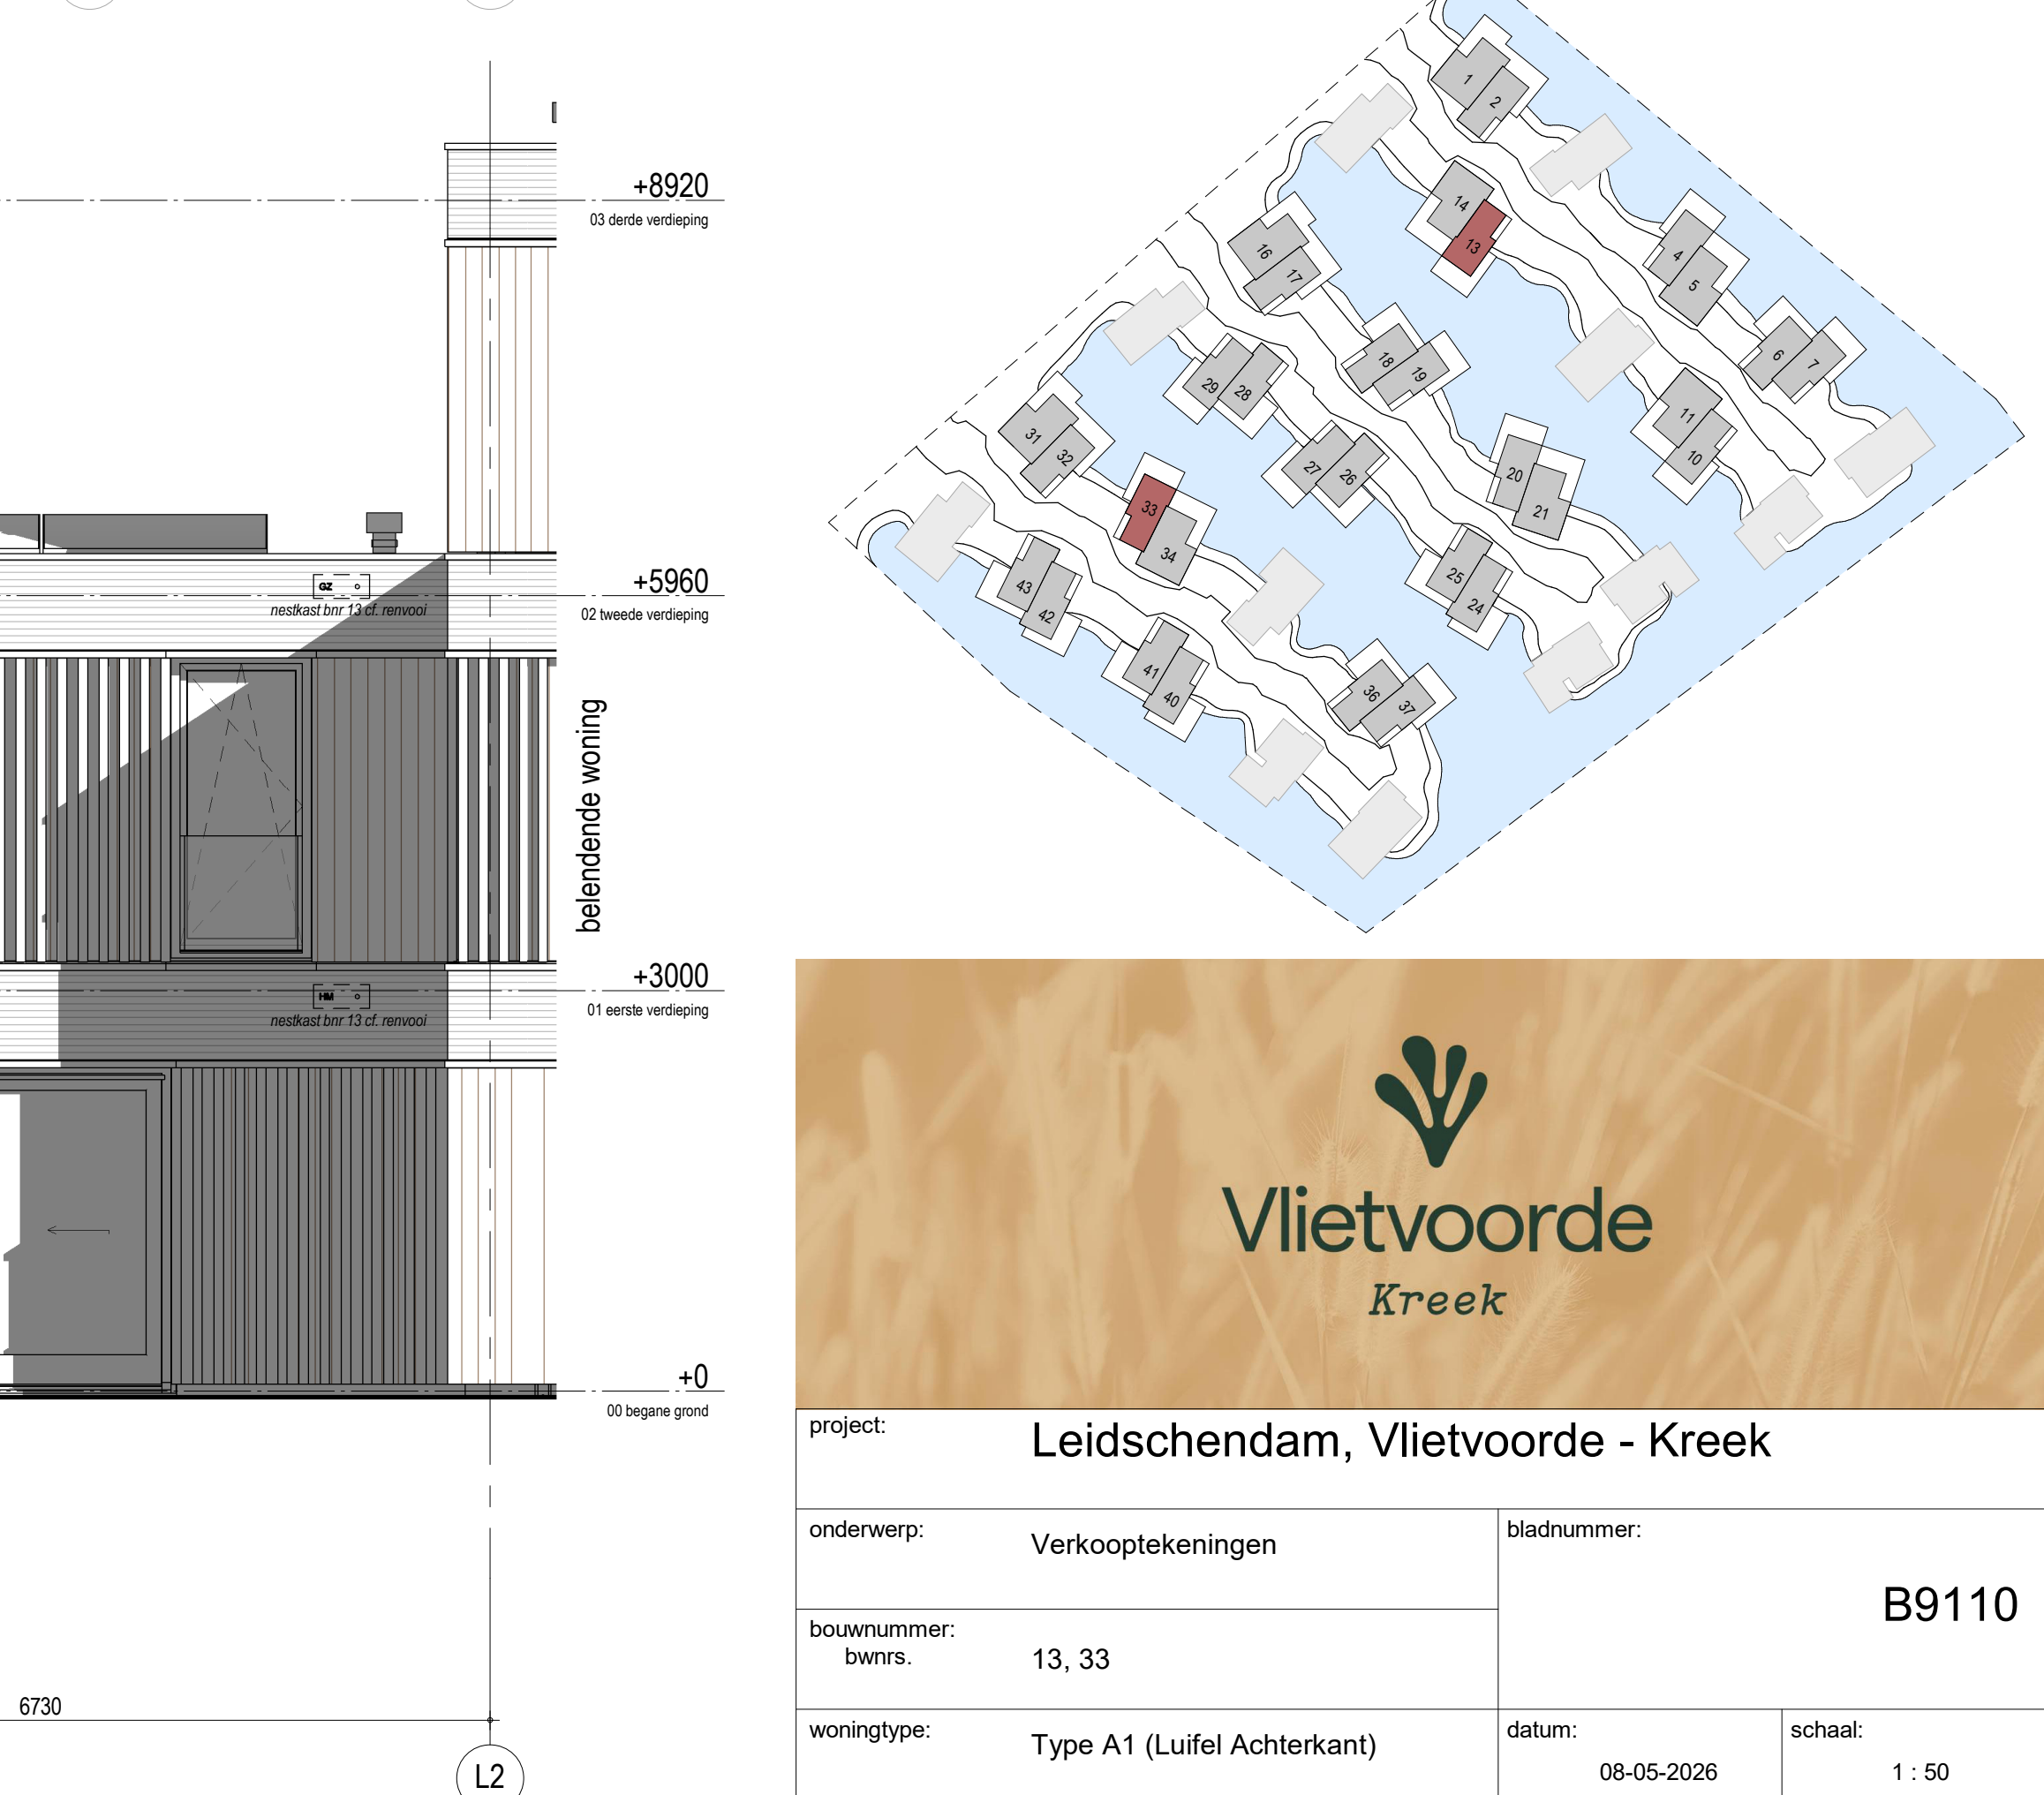 +8920
03 derde verdieping
GZ
nestkast bnr 13 cf. renvooi
+5960
02 tweede verdieping
belendende woning
+3000
01 eerste verdieping
HM
nestkast bnr 13 cf. renvooi
+0
00 begane grond
6730
L2
1
2
14
13
4
5
16
17
6
7
18
19
29
28
11
10
31
32
27
26
20
21
33
34
25
24
43
42
41
40
36
37
Vlietvoorde
Kreek
project:
Leidschendam, Vlietvoorde - Kreek
onderwerp:
Verkooptekeningen
bladnummer:
B9110
bouwnummer:
bwnrs.
13, 33
woningtype:
Type A1 (Luifel Achterkant)
datum:
08-05-2026
schaal:
1 : 50